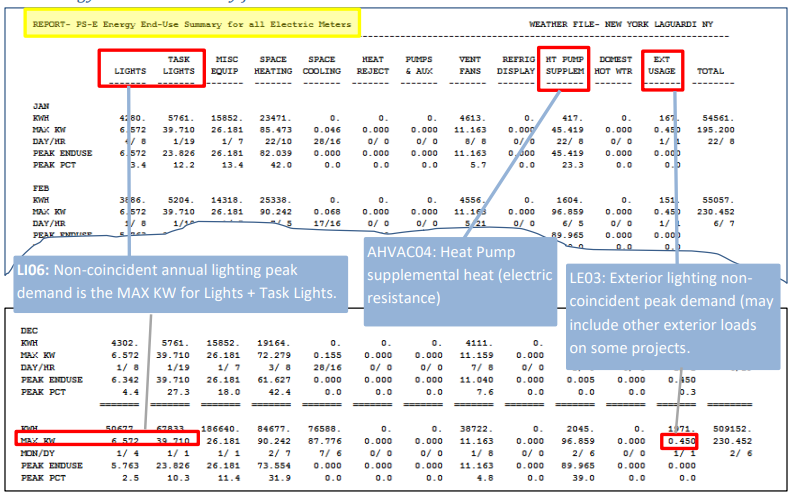 REPORT- PS-E Energy End-Use Summary for all Electric Meters WEATHER FILE- NEW YORK LAGUARDI NY
TASK MISC SPACE SPACE HEAT PUMPS VENT REFRIG HT PUMP DOMEST EXT
LIGHTS LIGHTS EQUIP HEATING COOLING REJECT & AUX FANS DISPLAY SUPPLEM HOT WTR USAGE TOTAL
JAN
KWH 4280. 5761. 15852. 23471. 0. 0. 0. 4613. 0. 417. 0. 167. 54561.
MAX KW 6.572 39.710 26.181 85.473 0.046 0.000 0.000 11.163 0.000 45.419 0.000 0.450 195.200
DAY/HR 4/ 8 1/19 1/ 7 22/10 28/16 0/ 0 0/ 0 8/ 8 0/ 0 22/ 8 0/ 0 1/ 1 22/ 8
PEAK ENDUSE 6.572 23.826 26.181 82.039 0.000 0.000 0.000 11.163 0.000 45.419 0.000 0.000
PEAK PCT 3.4 12.2 13.4 42.0 0.0 0.0 0.0 5.7 0.0 23.3 0.0 0.0
FEB
KWH 3886. 5204. 14318. 25338. 0. 0. 0. 4556. 0. 1604. 0. 151. 55057.
MAX KW 6.572 39.710 26.181 90.242 0.068 0.000 0.000 11.163 0.000 96.859 0.000 0.450 230.452
DAY/HR 1/ 8 17/16 0/ 0 0/ 0 5/21 0/ 0 6/ 5 0/ 0 1/ 1 6/ 7
PEAK ENDUSE 89.965 0.000 0.000
LI06: Non-coincident annual lighting peak
demand is the MAX KW for Lights + Task Lights.
AHVAC04: Heat Pump
supplemental heat (electric
resistance)
LE03: Exterior lighting non-
coincident peak demand (may
include other exterior loads
on some projects.
DEC
KWH 4302. 5761. 15852. 19164. 0. 0. 0. 4111. 0.
MAX KW 6.572 39.710 26.181 72.279 0.155 0.000 0.000 11.159 0.000
DAY/HR 1/ 8 1/19 1/ 7 3/ 8 28/16 0/ 0 0/ 0 7/ 8 0/ 0
PEAK ENDUSE 6.342 39.710 26.181 61.627 0.000 0.000 0.000 11.040 0.000 0.005 0.000 0.450
PEAK PCT 4.4 27.3 18.0 42.4 0.0 0.0 0.0 7.6 0.0 0.0 0.0 0.3
KWH 50677. 67833. 186640. 84677. 76588. 0. 0. 38722. 0. 2045. 0. 1971. 509152.
MAX KW 6.572 39.710 26.181 90.242 87.776 0.000 0.000 11.163 0.000 96.859 0.000 0.450 230.452
MON/DY 1/ 4 1/ 1 1/ 1 2/ 7 7/ 6 0/ 0 0/ 0 1/ 8 0/ 0 2/ 6 0/ 0 1/ 1 2/ 6
PEAK ENDUSE 5.763 23.826 26.181 73.554 0.000 0.000 0.000 11.163 0.000 89.965 0.000 0.000
PEAK PCT 2.5 10.3 11.4 31.9 0.0 0.0 0.0 4.8 0.0 39.0 0.0 0.0